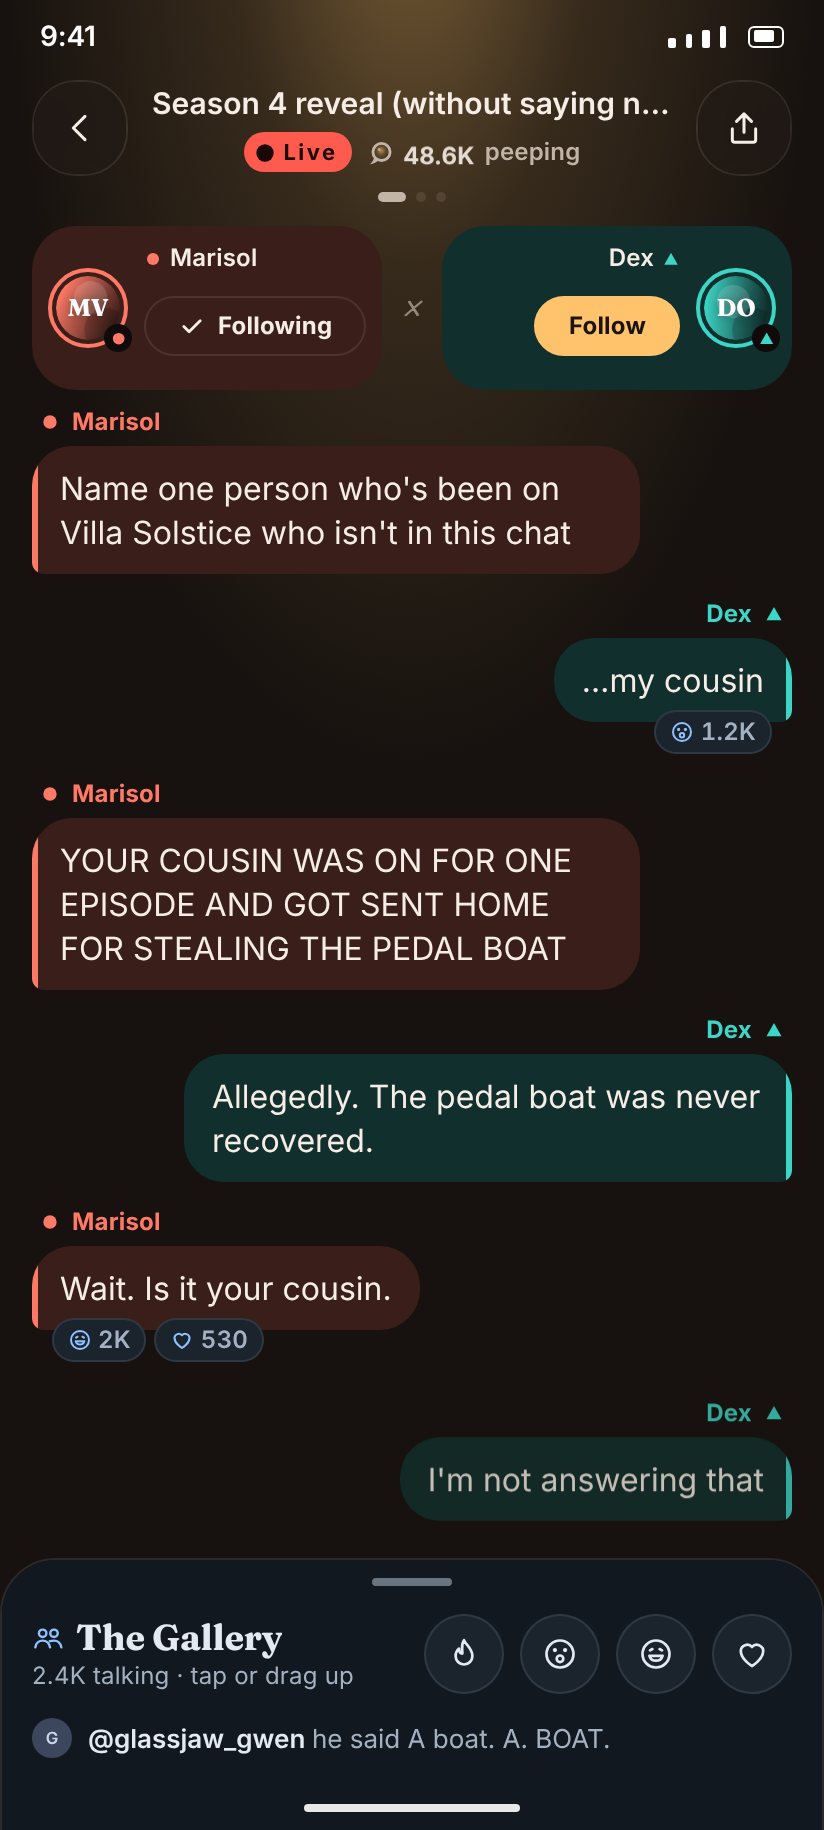 9:41
Season 4 reveal (without saying n...
Live
48.6K peeping
Marisol
MV
Following
×
Dex
Follow
DO
Marisol
Name one person who's been on
Villa Solstice who isn't in this chat
Dex
...my cousin
1.2K
Marisol
YOUR COUSIN WAS ON FOR ONE
EPISODE AND GOT SENT HOME
FOR STEALING THE PEDAL BOAT
Dex
Allegedly. The pedal boat was never
recovered.
Marisol
Wait. Is it your cousin.
2K
530
Dex
I'm not answering that
The Gallery
2.4K talking · tap or drag up
G
@glassjaw_gwen he said A boat. A. BOAT.